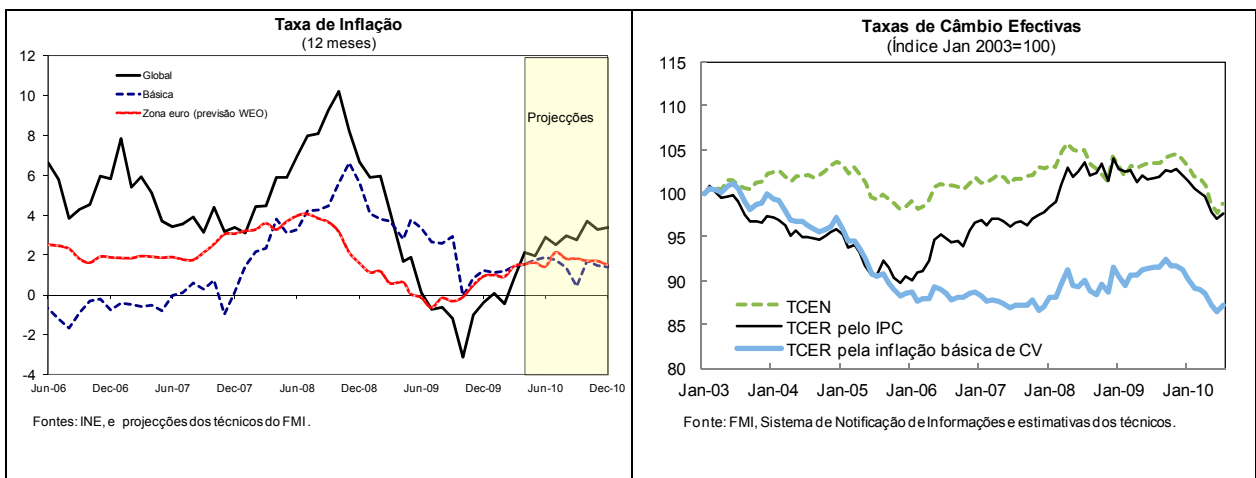 Taxa de Inflação
(12 meses)
12
10
8
6
4
2
0
-2
-4
Global
Básica
Zona euro (previsão WEO)
Projecções
Jun-06 Dec-06 Jun-07 Dec-07 Jun-08 Dec-08 Jun-09 Dec-09 Jun-10 Dec-10
Fontes: INE, e projecções dos técnicos do FMI.
Taxas de Câmbio Efectivas
(Índice Jan 2003=100)
115
110
105
100
95
90
85
80
TCEN
TCER pelo IPC
TCER pela inflação básica de CV
Jan-03 Jan-04 Jan-05 Jan-06 Jan-07 Jan-08 Jan-09 Jan-10
Fonte: FMI, Sistema de Notificação de Informações e estimativas dos técnicos.